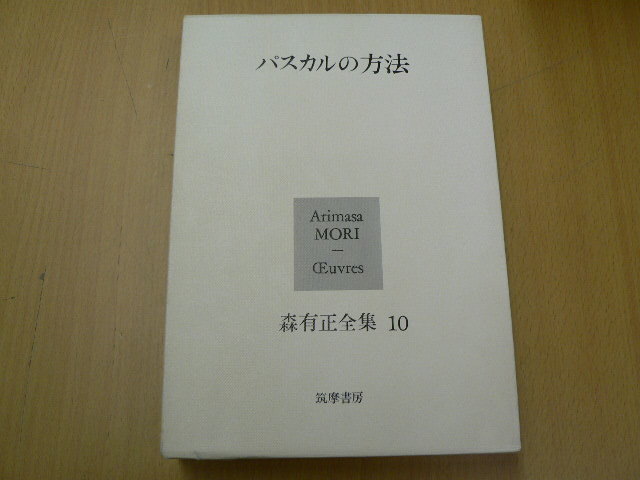 パスカルの方法
Arimasa
MORI
—
Œuvres
森有正全集 10
筑摩書房